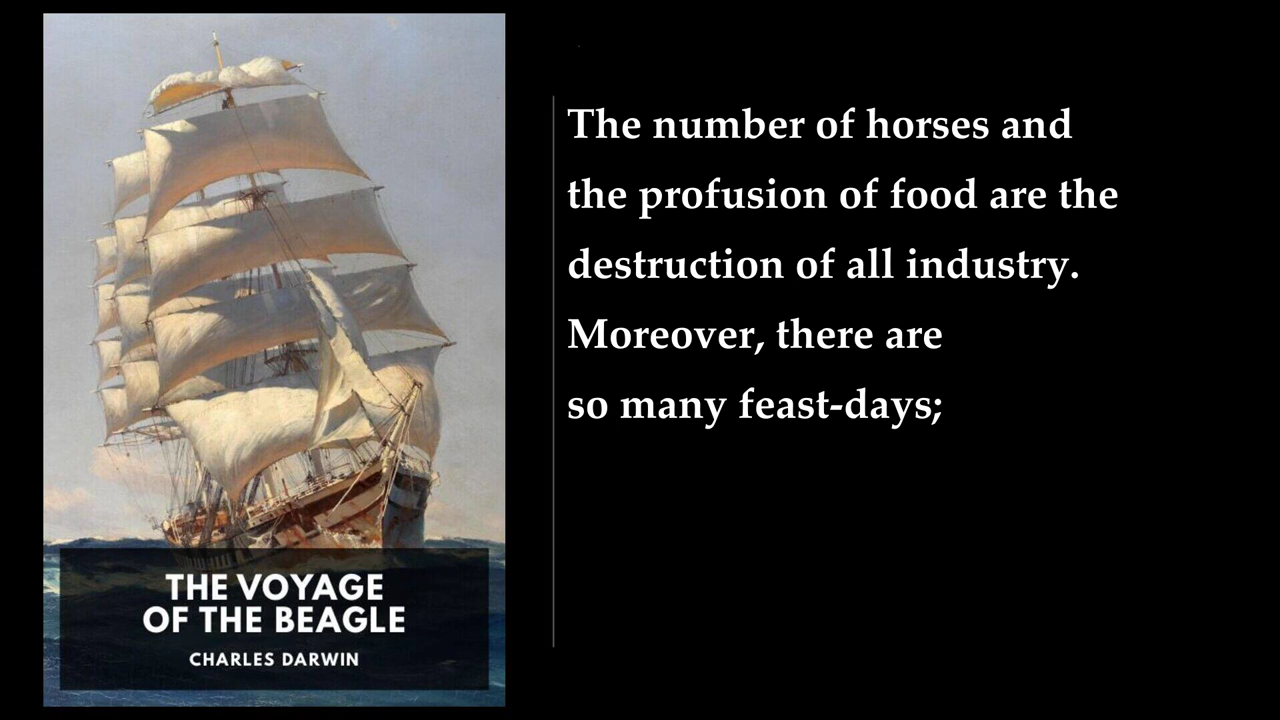 THE VOYAGE
OF THE BEAGLE
CHARLES DARWIN
The number of horses and
the profusion of food are the
destruction of all industry.
Moreover, there are
so many feast-days;